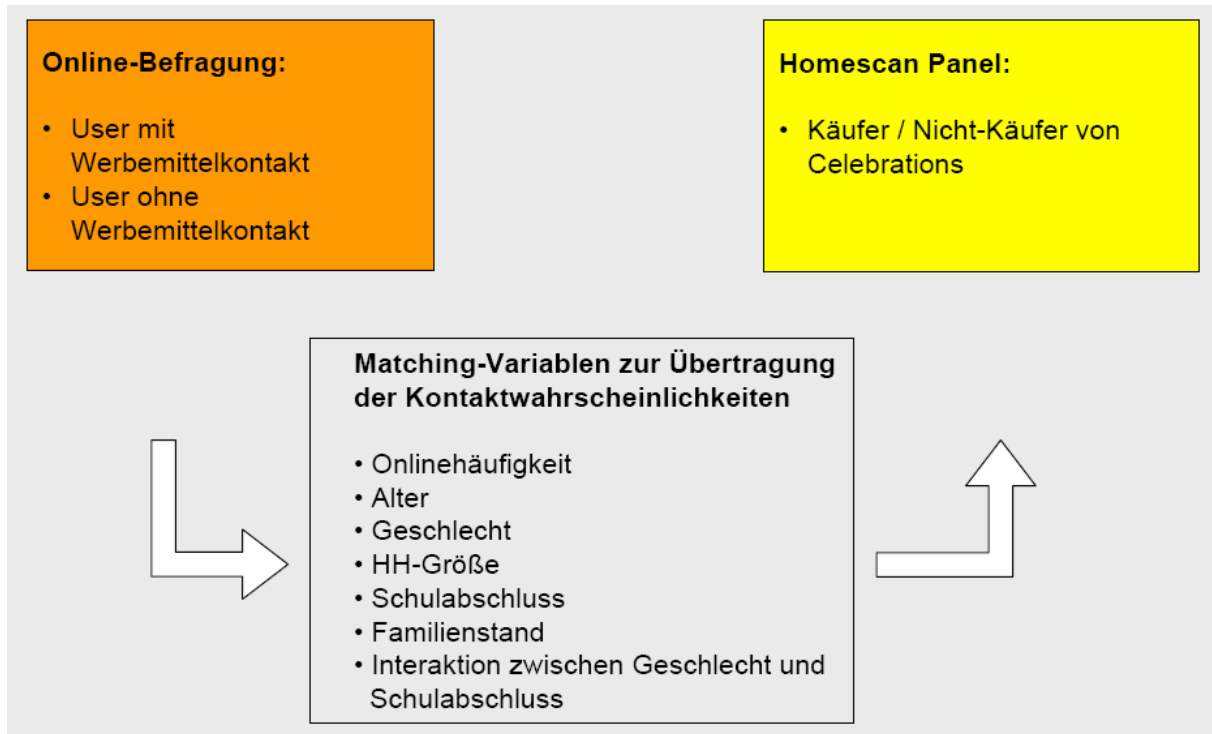 Online-Befragung:
• User mit
Werbemittelkontakt
• User ohne
Werbemittelkontakt
Homescan Panel:
• Käufer / Nicht-Käufer von
Celebrations
Matching-Variablen zur Übertragung
der Kontaktwahrscheinlichkeiten
• Onlinehäufigkeit
• Alter
• Geschlecht
• HH-Größe
• Schulabschluss
• Familienstand
• Interaktion zwischen Geschlecht und
Schulabschluss